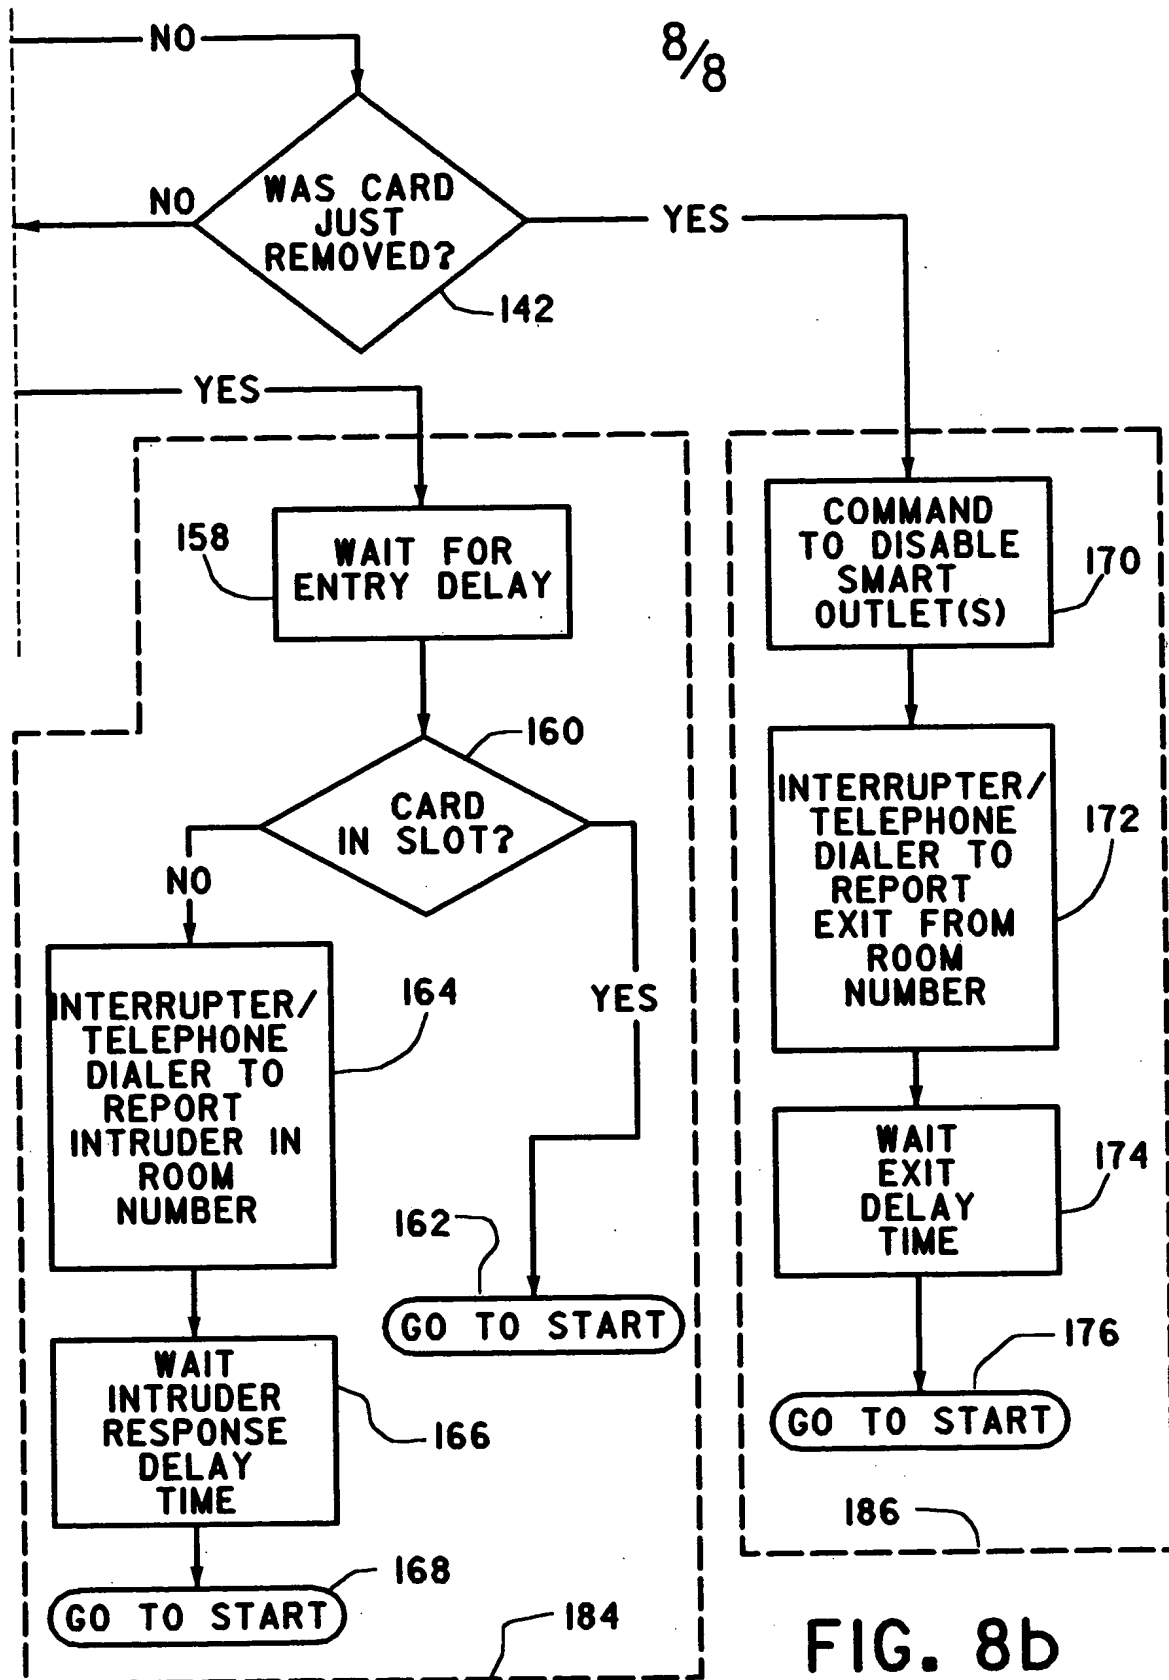 NO
8/8
WAS CARD
JUST
REMOVED?
NO
YES
142
YES
158
WAIT FOR
ENTRY DELAY
160
CARD
IN SLOT?
NO
YES
INTERRUPTER/
TELEPHONE
DIALER TO
REPORT
INTRUDER IN
ROOM
NUMBER
164
162
GO TO START
WAIT
INTRUDER
RESPONSE
DELAY
TIME
166
168
GO TO START
184
COMMAND
TO DISABLE
SMART
OUTLET(S)
170
INTERRUPTER/
TELEPHONE
DIALER TO
REPORT
EXIT FROM
ROOM
NUMBER
172
WAIT
EXIT
DELAY
TIME
174
176
GO TO START
186
FIG. 8b